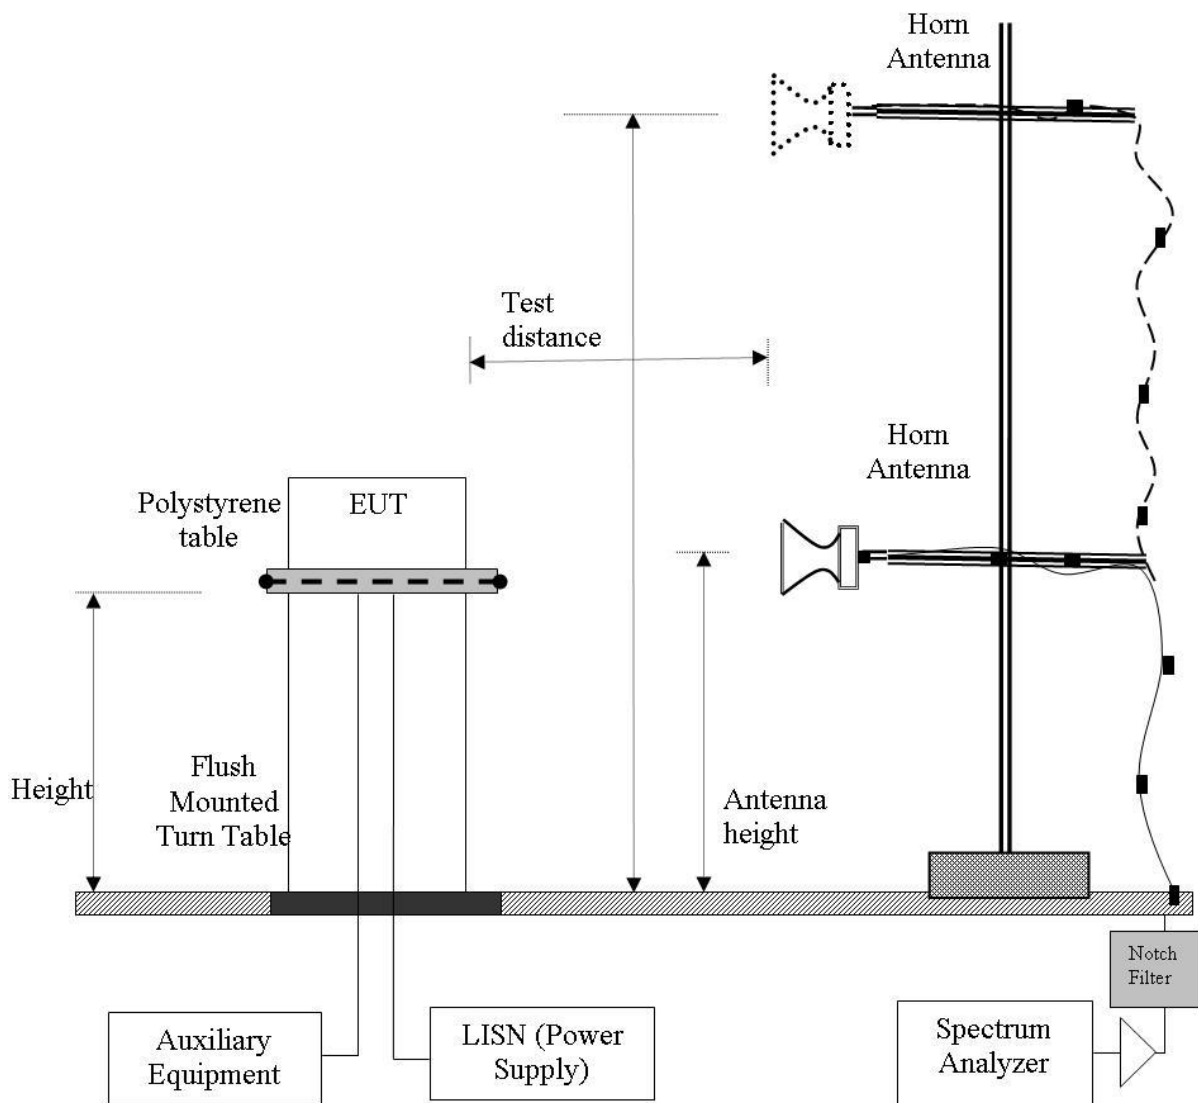 Horn
Antenna
Test
distance
Horn
Antenna
Polystyrene
table
EUT
Height
Flush
Mounted
Turn Table
Antenna
height
Notch
Filter
Auxiliary
Equipment
LISN (Power
Supply)
Spectrum
Analyzer